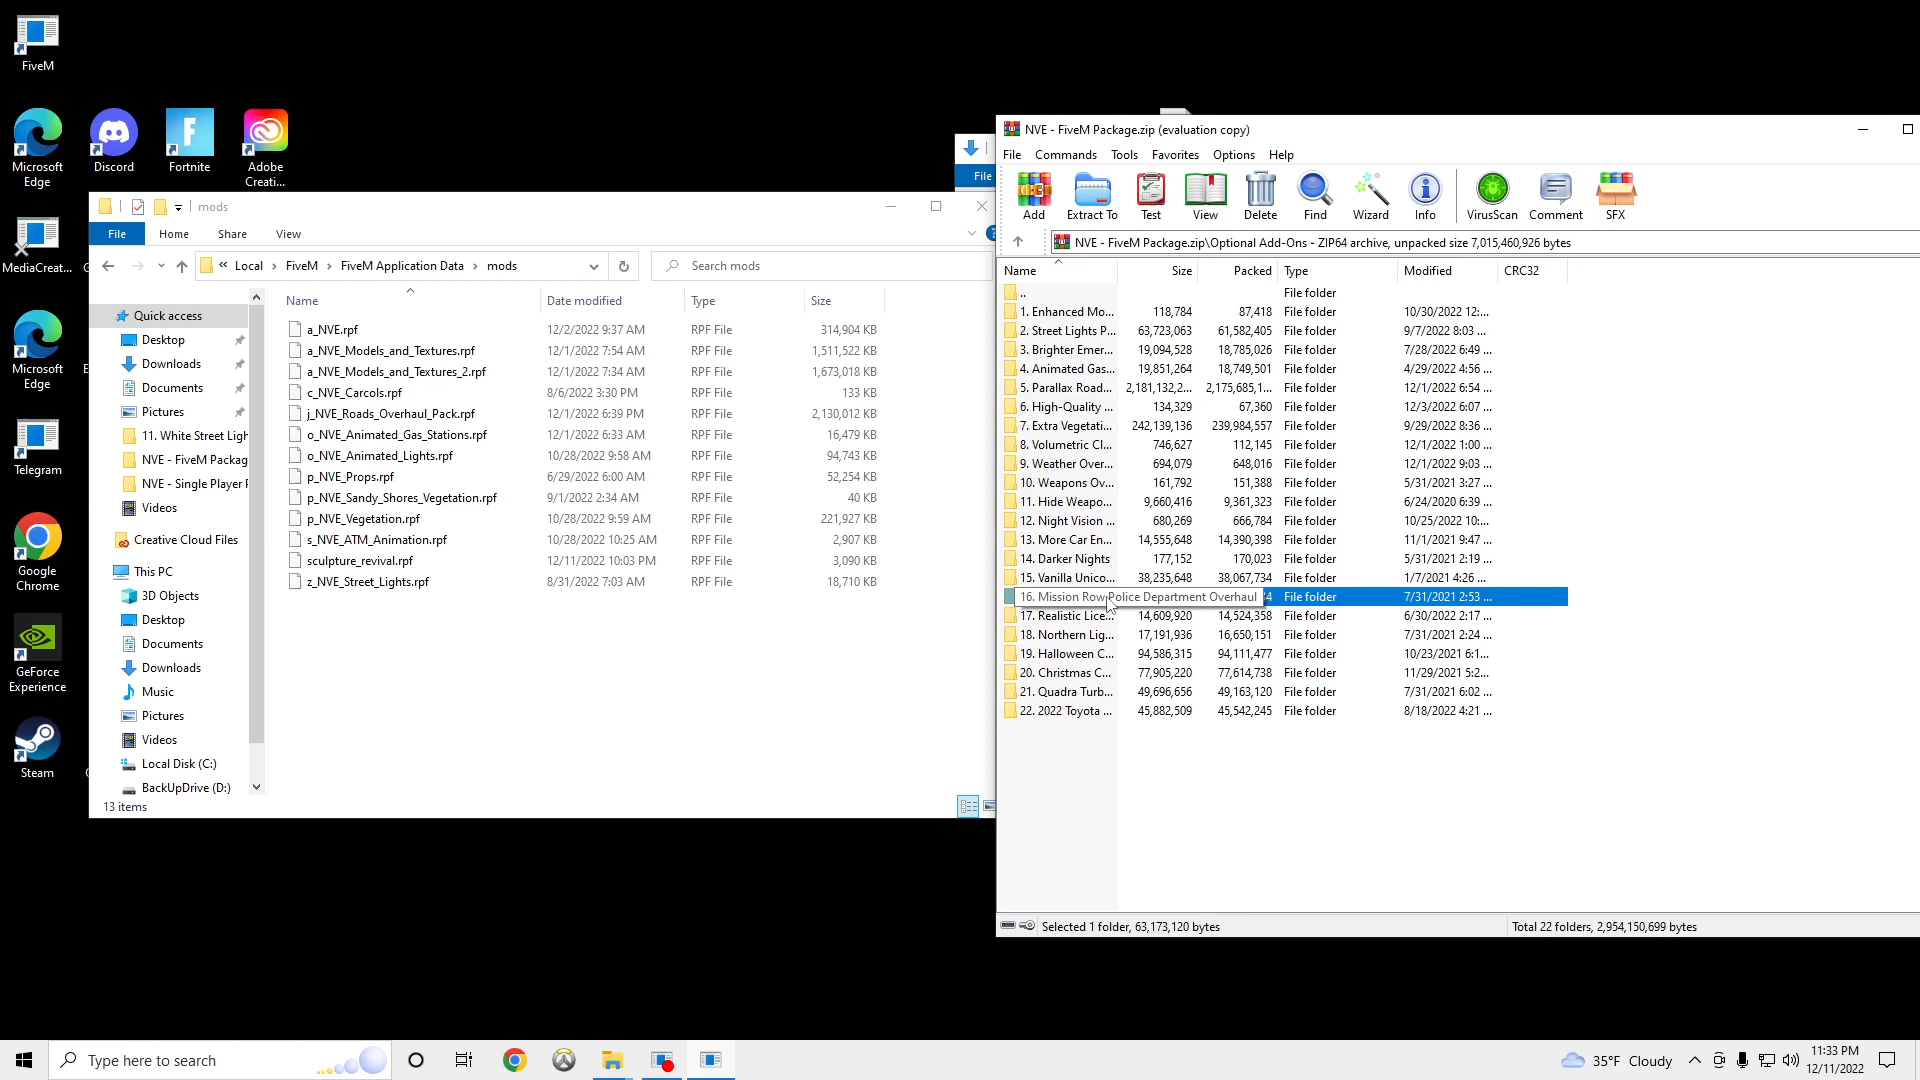 FiveM
Microsoft
Edge
Discord
Fortnite
Adobe
Creati...
MediaCreat...
Microsoft
Edge
Telegram
Google
Chrome
GeForce
Experience
Steam
mods
File
Home
Share
View
« Local › FiveM › FiveM Application Data › mods
Search mods
Quick access
Desktop
Downloads
Documents
Pictures
11. White Street Ligh
NVE - FiveM Packag
NVE - Single Player F
Videos
Creative Cloud Files
This PC
3D Objects
Desktop
Documents
Downloads
Music
Pictures
Videos
Local Disk (C:)
BackUpDrive (D:)
13 items
Name Date modified Type Size
a_NVE.rpf 12/2/2022 9:37 AM RPF File 314,904 KB
a_NVE_Models_and_Textures.rpf 12/1/2022 7:54 AM RPF File 1,511,522 KB
a_NVE_Models_and_Textures_2.rpf 12/1/2022 7:34 AM RPF File 1,673,018 KB
c_NVE_Carcols.rpf 8/6/2022 3:30 PM RPF File 133 KB
j_NVE_Roads_Overhaul_Pack.rpf 12/1/2022 6:39 PM RPF File 2,130,012 KB
o_NVE_Animated_Gas_Stations.rpf 12/1/2022 6:33 AM RPF File 16,479 KB
o_NVE_Animated_Lights.rpf 10/28/2022 9:58 AM RPF File 94,743 KB
p_NVE_Props.rpf 6/29/2022 6:00 AM RPF File 52,254 KB
p_NVE_Sandy_Shores_Vegetation.rpf 9/1/2022 2:34 AM RPF File 40 KB
p_NVE_Vegetation.rpf 10/28/2022 9:59 AM RPF File 221,927 KB
s_NVE_ATM_Animation.rpf 10/28/2022 10:25 AM RPF File 2,907 KB
sculpture_revival.rpf 12/11/2022 10:03 PM RPF File 3,090 KB
z_NVE_Street_Lights.rpf 8/31/2022 7:03 AM RPF File 18,710 KB
File
NVE - FiveM Package.zip (evaluation copy)
File Commands Tools Favorites Options Help
Add Extract To Test View Delete Find Wizard Info VirusScan Comment SFX
NVE - FiveM Package.zip\Optional Add-Ons - ZIP64 archive, unpacked size 7,015,460,926 bytes
Name Size Packed Type Modified CRC32
.. File folder
1. Enhanced Mo... 118,784 87,418 File folder 10/30/2022 12:...
2. Street Lights P... 63,723,063 61,582,405 File folder 9/7/2022 8:03 ...
3. Brighter Emer... 19,094,528 18,785,026 File folder 7/28/2022 6:49 ...
4. Animated Gas... 19,851,264 18,749,501 File folder 4/29/2022 4:56 ...
5. Parallax Road... 2,181,132,2... 2,175,685,1... File folder 12/1/2022 6:54 ...
6. High-Quality ... 134,329 67,360 File folder 12/3/2022 6:07 ...
7. Extra Vegetati... 242,139,136 239,984,557 File folder 9/29/2022 8:36 ...
8. Volumetric Cl... 746,627 112,145 File folder 12/1/2022 1:00 ...
9. Weather Over... 694,079 648,016 File folder 12/1/2022 9:03 ...
10. Weapons Ov... 161,792 151,388 File folder 5/31/2021 3:27 ...
11. Hide Weapo... 9,660,416 9,361,323 File folder 6/24/2020 6:39 ...
12. Night Vision ... 680,269 666,784 File folder 10/25/2022 10:...
13. More Car En... 14,555,648 14,390,398 File folder 11/1/2021 9:47 ...
14. Darker Nights 177,152 170,023 File folder 5/31/2021 2:19 ...
15. Vanilla Unico... 38,235,648 38,067,734 File folder 1/7/2021 4:26 ...
16. Mission Row Police Department Overhaul 4 File folder 7/31/2021 2:53 ...
17. Realistic Lice... 14,609,920 14,524,358 File folder 6/30/2022 2:17 ...
18. Northern Lig... 17,191,936 16,650,151 File folder 7/31/2021 2:24 ...
19. Halloween C... 94,586,315 94,111,477 File folder 10/23/2021 6:1...
20. Christmas C... 77,905,220 77,614,738 File folder 11/29/2021 5:2...
21. Quadra Turb... 49,696,656 49,163,120 File folder 7/31/2021 6:02 ...
22. 2022 Toyota ... 45,882,509 45,542,245 File folder 8/18/2022 4:21 ...
Selected 1 folder, 63,173,120 bytes
Total 22 folders, 2,954,150,699 bytes
Type here to search
35°F Cloudy
11:33 PM
12/11/2022